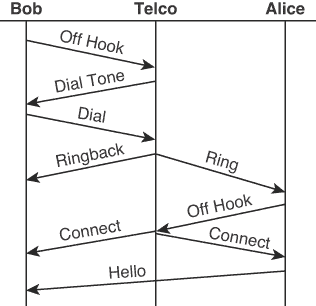 Bob Telco Alice
Off Hook
Dial Tone
Dial
Ringback Ring
Off Hook
Connect Connect
Hello